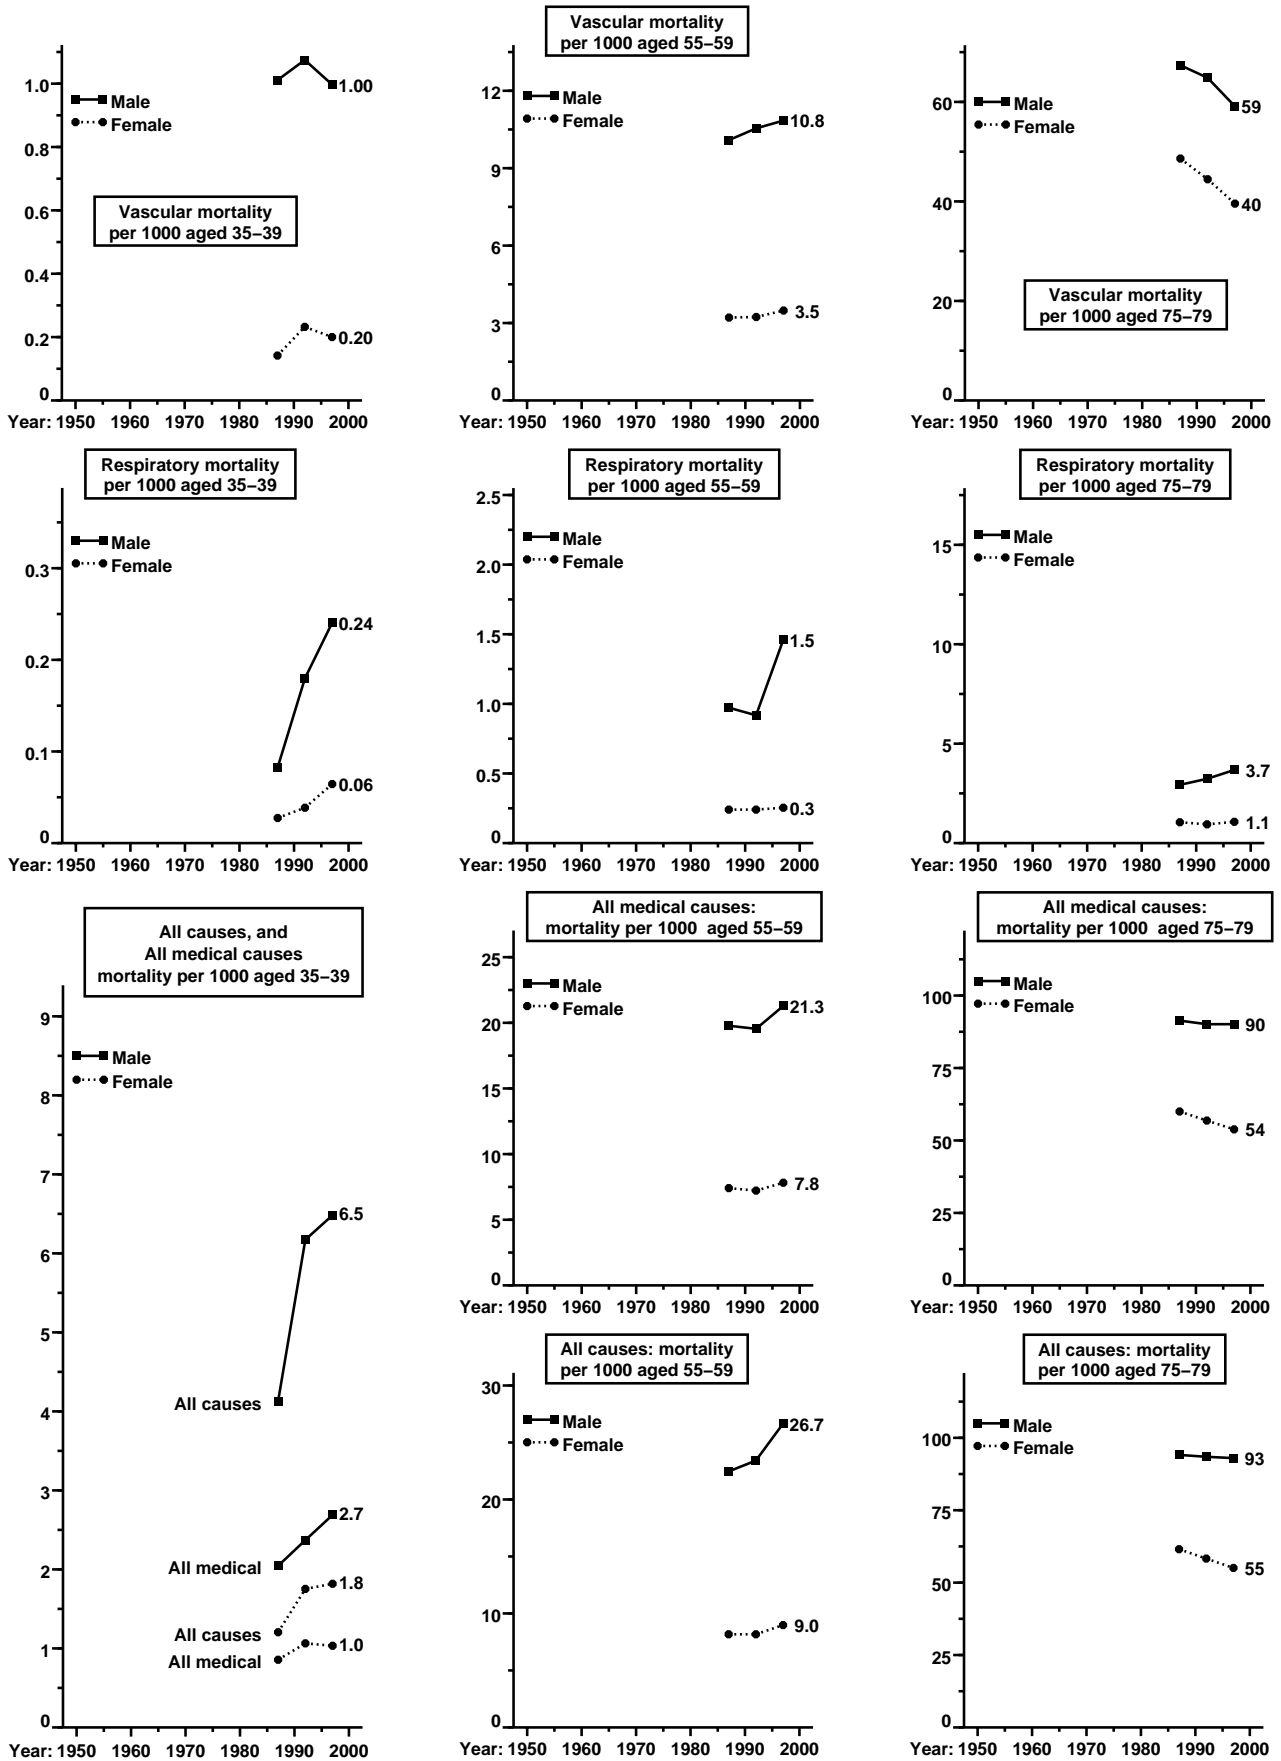 Vascular mortality
per 1000 aged 35–39
1.0
0.8
0.6
0.4
0.2
0
Male
Female
1.00
0.20
Year: 1950 1960 1970 1980 1990 2000
Vascular mortality
per 1000 aged 55–59
12
9
6
3
0
Male
Female
10.8
3.5
Year: 1950 1960 1970 1980 1990 2000
Vascular mortality
per 1000 aged 75–79
60
40
20
0
Male
Female
59
40
Year: 1950 1960 1970 1980 1990 2000
Respiratory mortality
per 1000 aged 35–39
0.3
0.2
0.1
0
Male
Female
0.24
0.06
Year: 1950 1960 1970 1980 1990 2000
Respiratory mortality
per 1000 aged 55–59
2.5
2.0
1.5
1.0
0.5
0
Male
Female
1.5
0.3
Year: 1950 1960 1970 1980 1990 2000
Respiratory mortality
per 1000 aged 75–79
15
10
5
0
Male
Female
3.7
1.1
Year: 1950 1960 1970 1980 1990 2000
All causes, and
All medical causes
mortality per 1000 aged 35–39
9
8
7
6
5
4
3
2
1
0
Male
Female
6.5
All causes
2.7
All medical
1.8
All causes
1.0
All medical
Year: 1950 1960 1970 1980 1990 2000
All medical causes:
mortality per 1000 aged 55–59
25
20
15
10
5
0
Male
Female
21.3
7.8
Year: 1950 1960 1970 1980 1990 2000
All medical causes:
mortality per 1000 aged 75–79
100
75
50
25
0
Male
Female
90
54
Year: 1950 1960 1970 1980 1990 2000
All causes: mortality
per 1000 aged 55–59
30
20
10
0
Male
Female
26.7
9.0
Year: 1950 1960 1970 1980 1990 2000
All causes: mortality
per 1000 aged 75–79
100
75
50
25
0
Male
Female
93
55
Year: 1950 1960 1970 1980 1990 2000